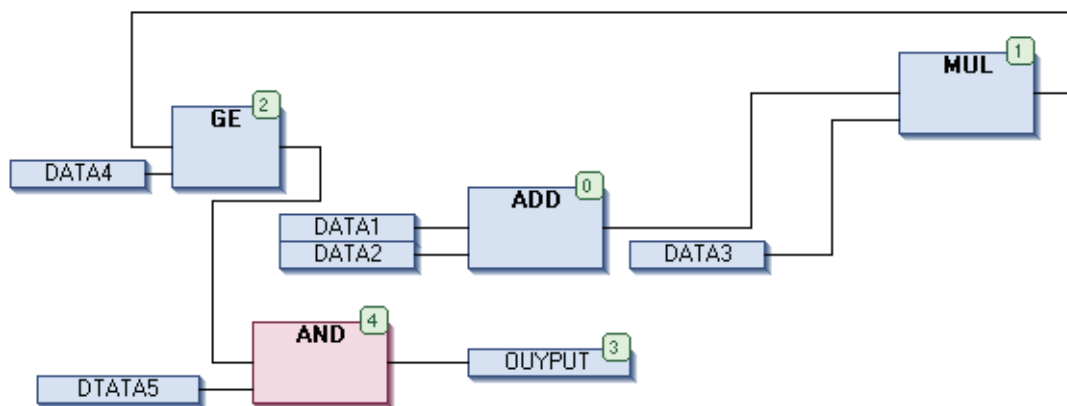 1
MUL
2
GE
DATA4
0
ADD
DATA1
DATA2
DATA3
4
AND
3
OUYPUT
DTATA5